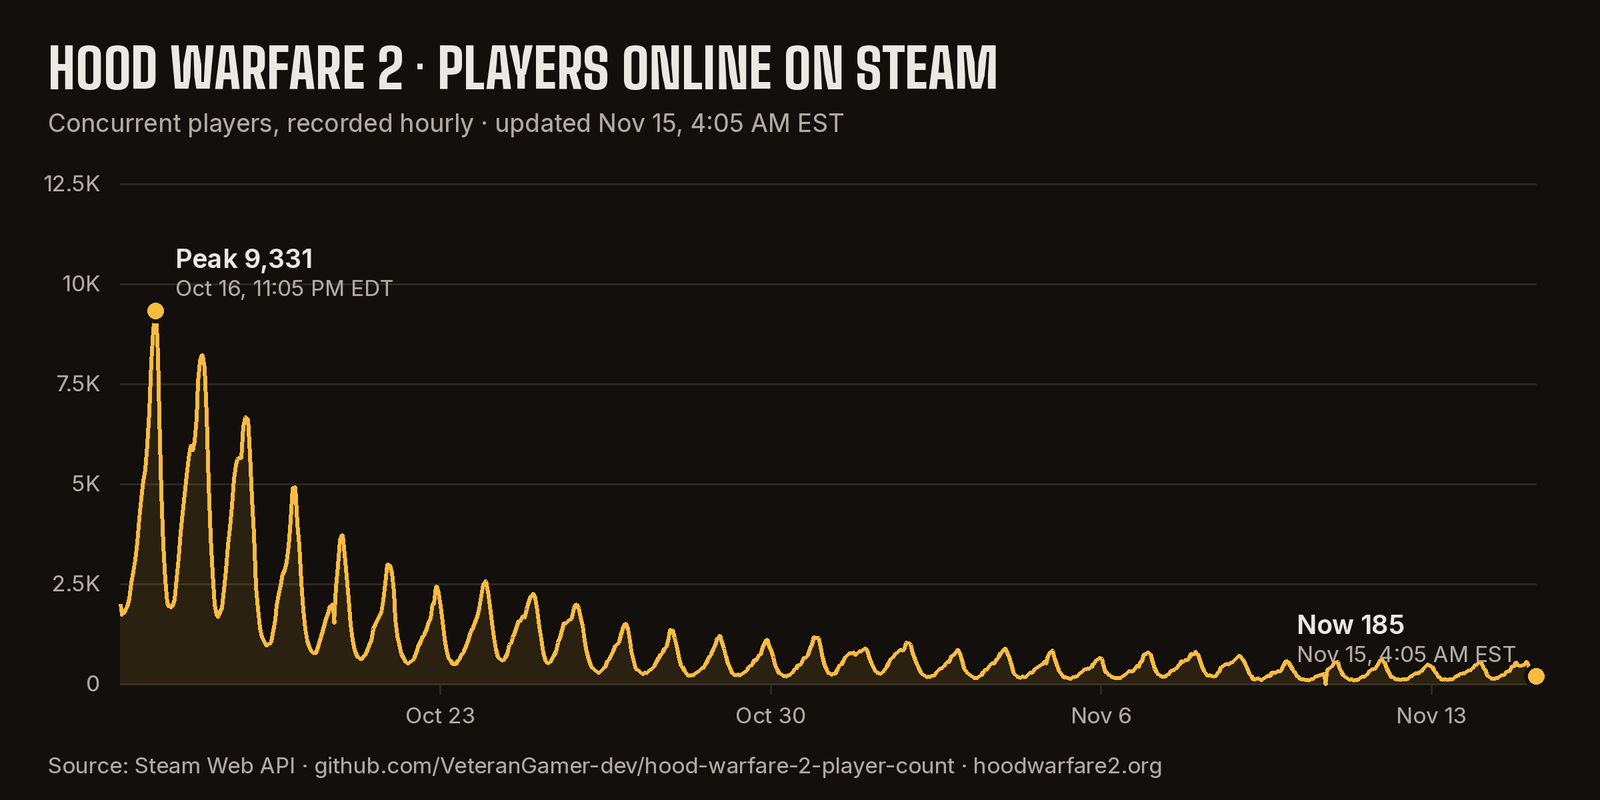 HOOD WARFARE 2 · PLAYERS ONLINE ON STEAM
Concurrent players, recorded hourly · updated Nov 15, 4:05 AM EST
12.5K
Peak 9,331
10K
Oct 16, 11:05 PM EDT
7.5K
5K
2.5K
Now 185
Nov 15, 4:05 AM EST
0
Oct 23
Oct 30
Nov 6
Nov 13
Source: Steam Web API · github.com/VeteranGamer-dev/hood-warfare-2-player-count · hoodwarfare2.org